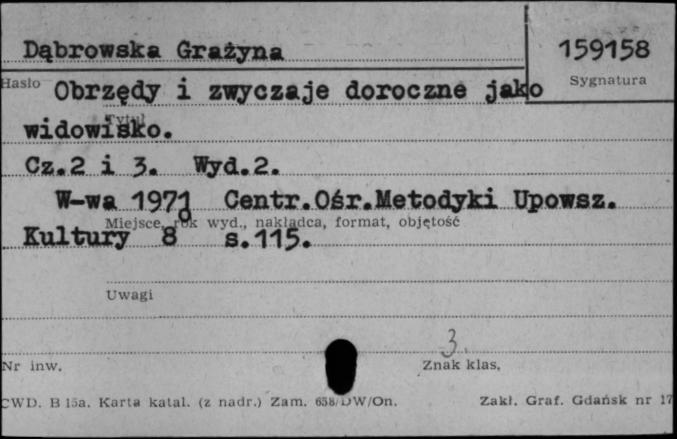 Dąbrowska Grażyna
159158
Hasło
Sygnatura
Obrzędy i zwyczaje doroczne jako
Tytuł
widowisko.
Cz.2 i 3. Wyd.2.
W-wa 1971 Centr.Ośr.Metodyki Upowsz.
Miejsce, rok wyd., nakładca, format, objętość
Kultury 8° s.115.
Uwagi
3.
Nr inw.
Znak klas.
CWD. B 15a. Karta katal. (z nadr.) Zam. 658/DW/On.
Zakł. Graf. Gdańsk nr 17